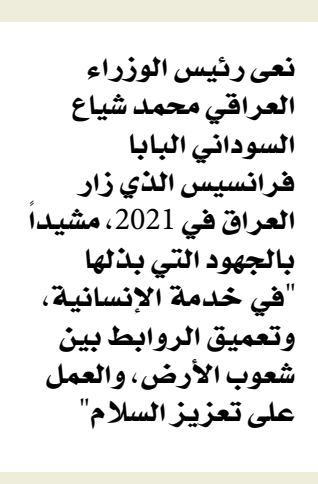 نعى رئيس الوزراء
العراقي محمد شياع
السوداني البابا
فرانسيس الذي زار
العراق في 2021، مشيداً
بالجهود التي بذلها
"في خدمة الإنسانية،
وتعميق الروابط بين
شعوب الأرض، والعمل
على تعزيز السلام"